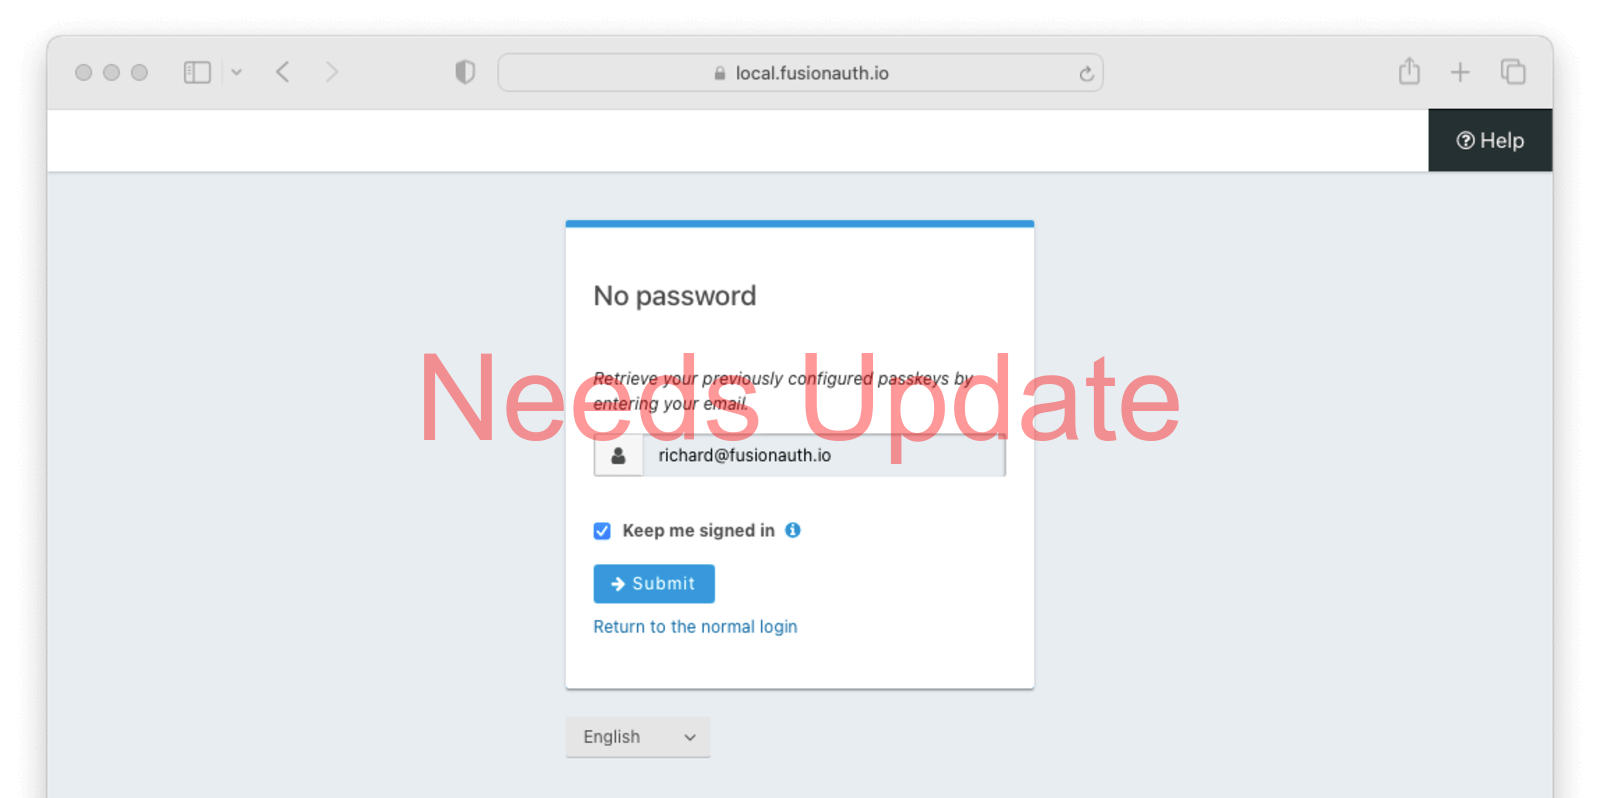 local.fusionauth.io
Help
No password
Retrieve your previously configured passkeys by
entering your email.
Needs Update
richard@fusionauth.io
Keep me signed in
Submit
Return to the normal login
English